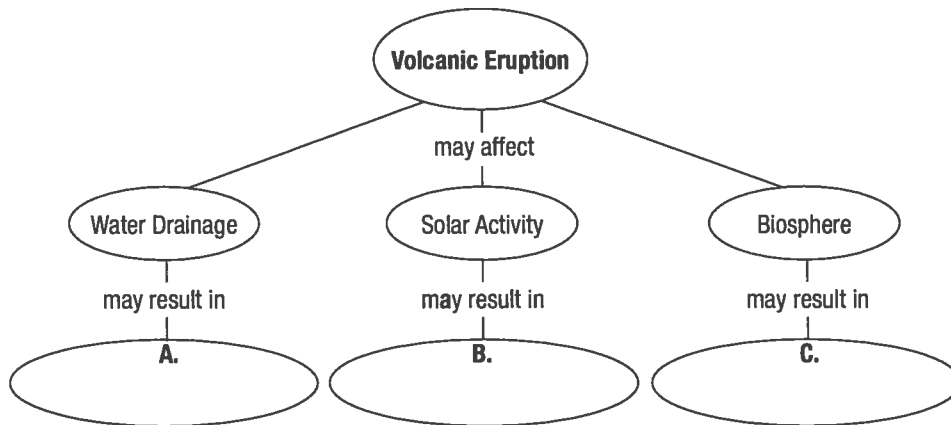 Volcanic Eruption
may affect
Water Drainage
Solar Activity
Biosphere
may result in
may result in
may result in
A.
B.
C.